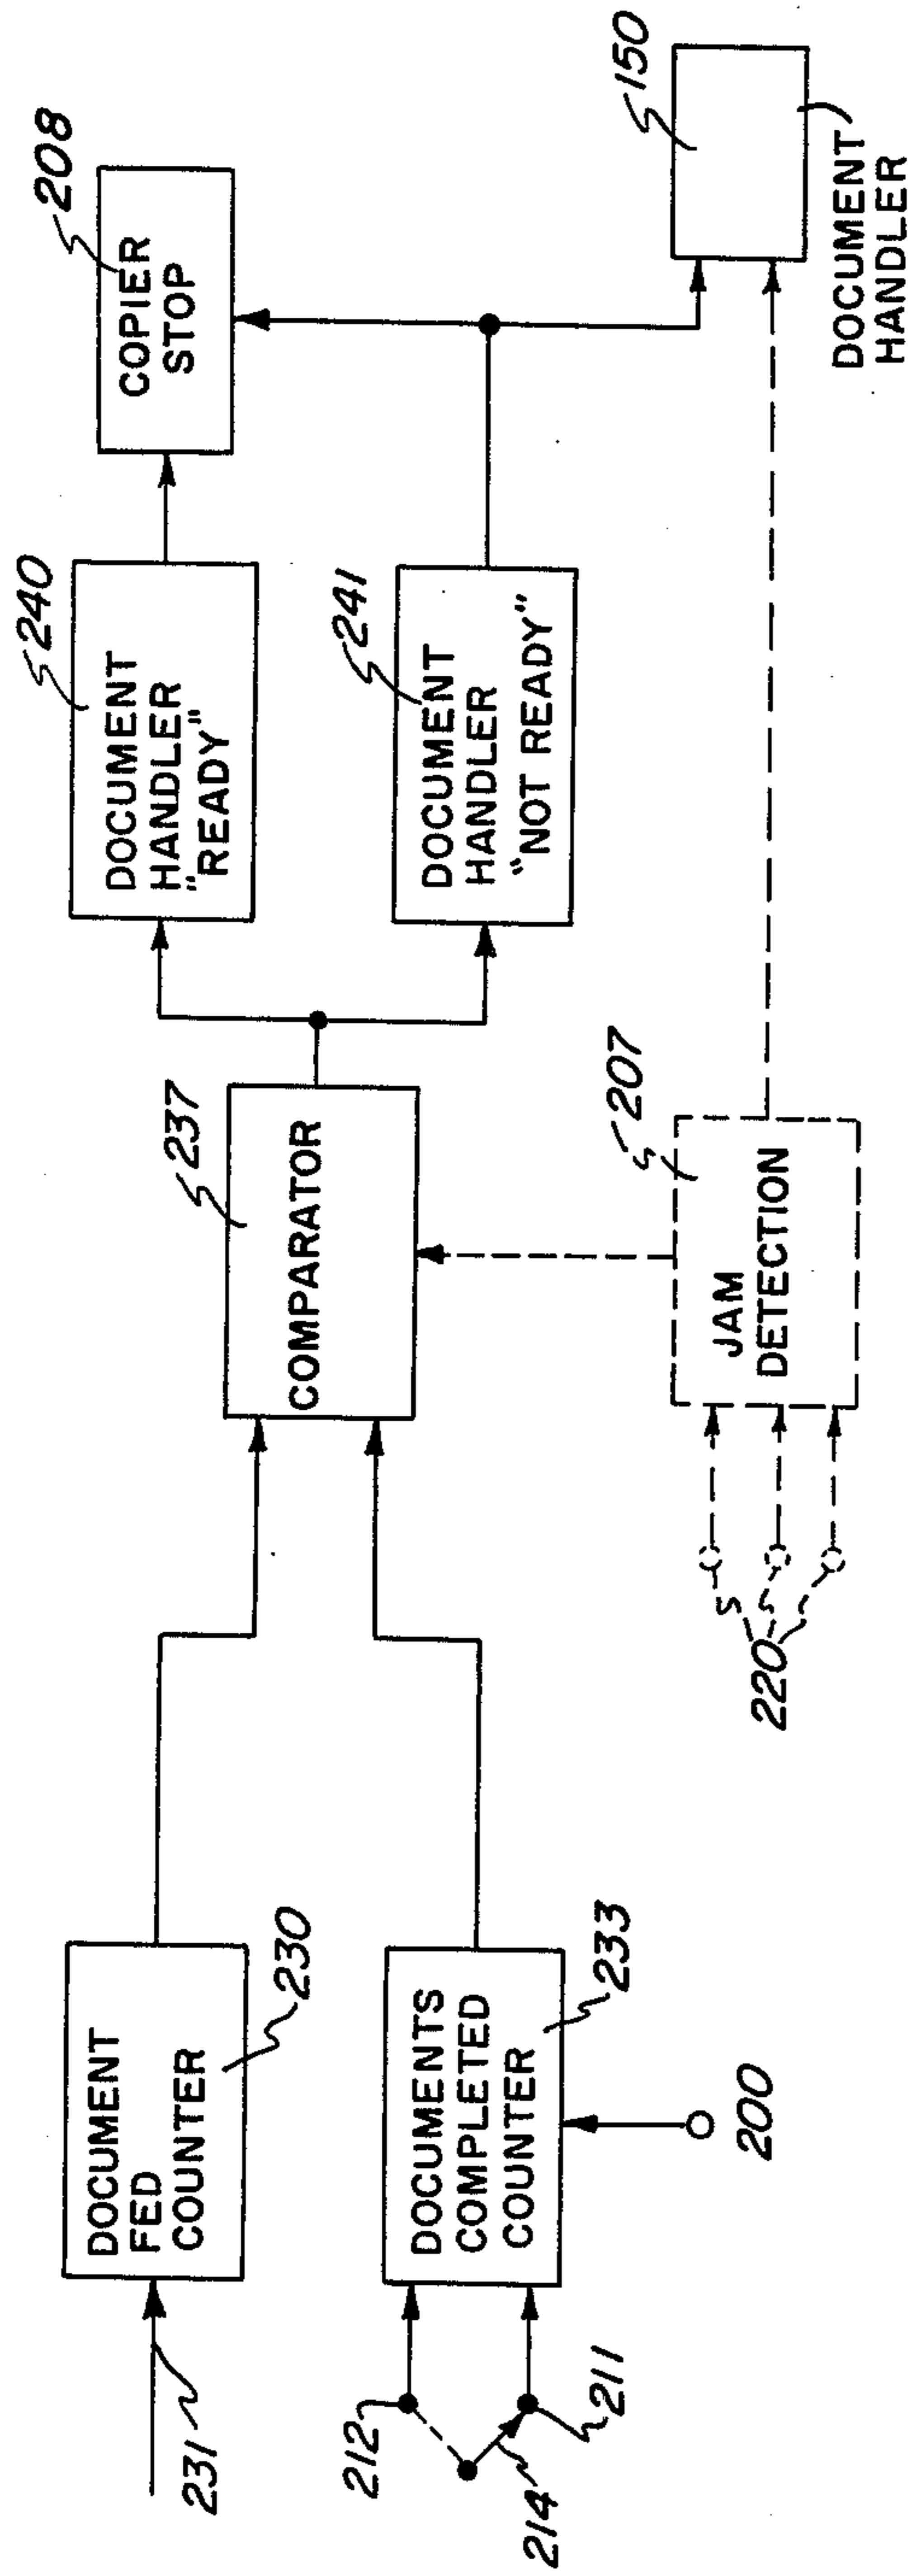 231
DOCUMENT
FED
COUNTER
230
212
214
211
DOCUMENTS
COMPLETED
COUNTER
233
200
COMPARATOR
237
220
JAM
DETECTION
207
DOCUMENT
HANDLER
"READY"
240
DOCUMENT
HANDLER
"NOT READY"
241
COPIER
STOP
208
150
DOCUMENT
HANDLER